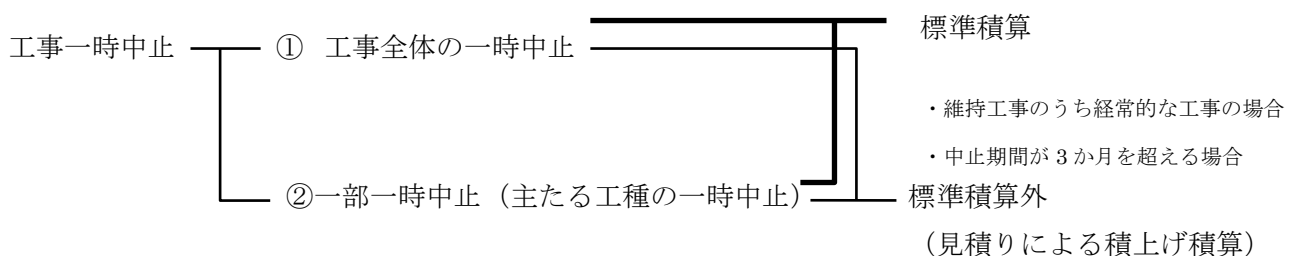 標準積算
工事一時中止
① 工事全体の一時中止
・維持工事のうち経常的な工事の場合
・中止期間が 3 か月を超える場合
②一部一時中止（主たる工種の一時中止）
標準積算外
（見積りによる積上げ積算）